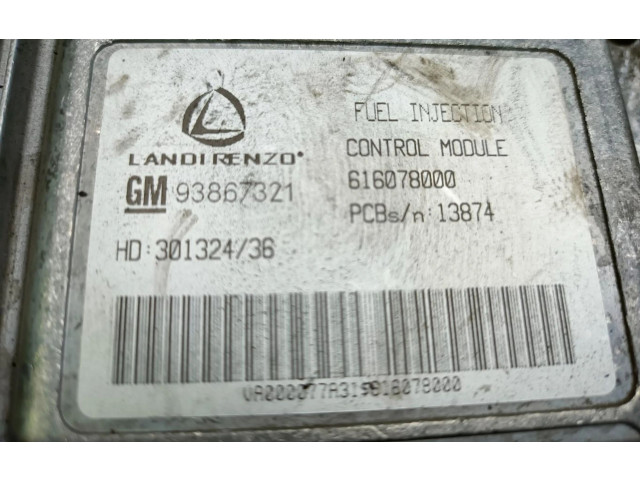 LANDIRENZO®
GM 93867321
HD:301324/36
FUEL INJECTION
CONTROL MODULE
616078000
PCBs/n:13874